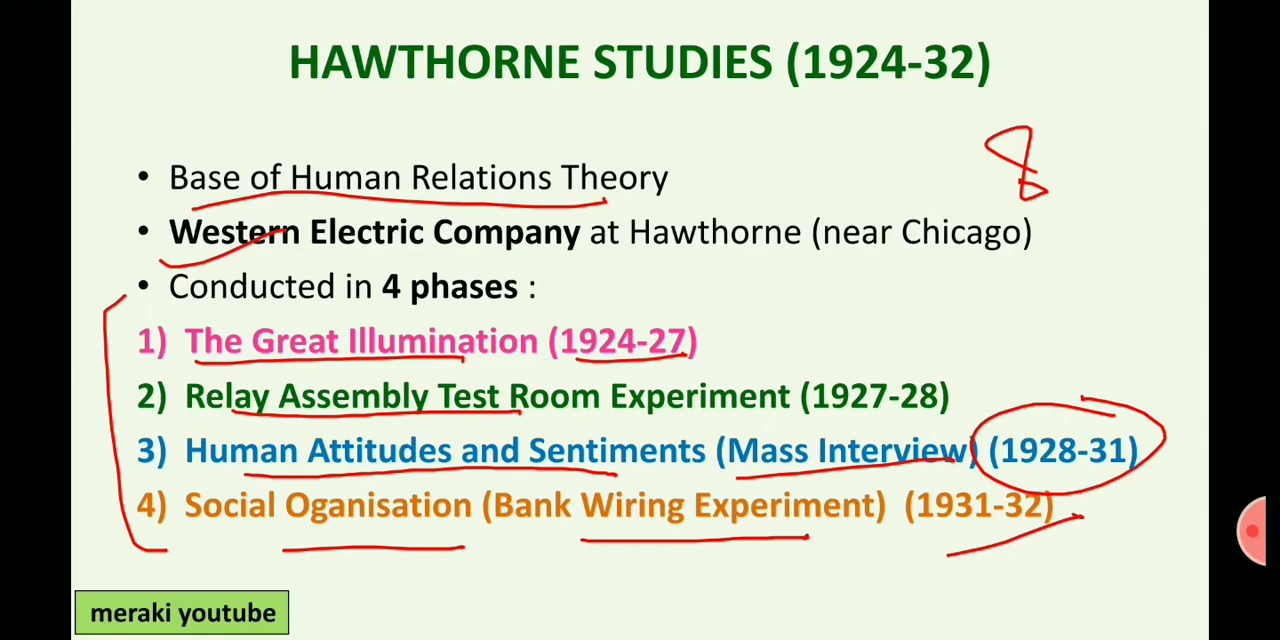 HAWTHORNE STUDIES (1924-32)
8
• Base of Human Relations Theory
• Western Electric Company at Hawthorne (near Chicago)
• Conducted in 4 phases :
1) The Great Illumination (1924-27)
2) Relay Assembly Test Room Experiment (1927-28)
3) Human Attitudes and Sentiments (Mass Interview) (1928-31)
4) Social Oganisation (Bank Wiring Experiment) (1931-32)
meraki youtube